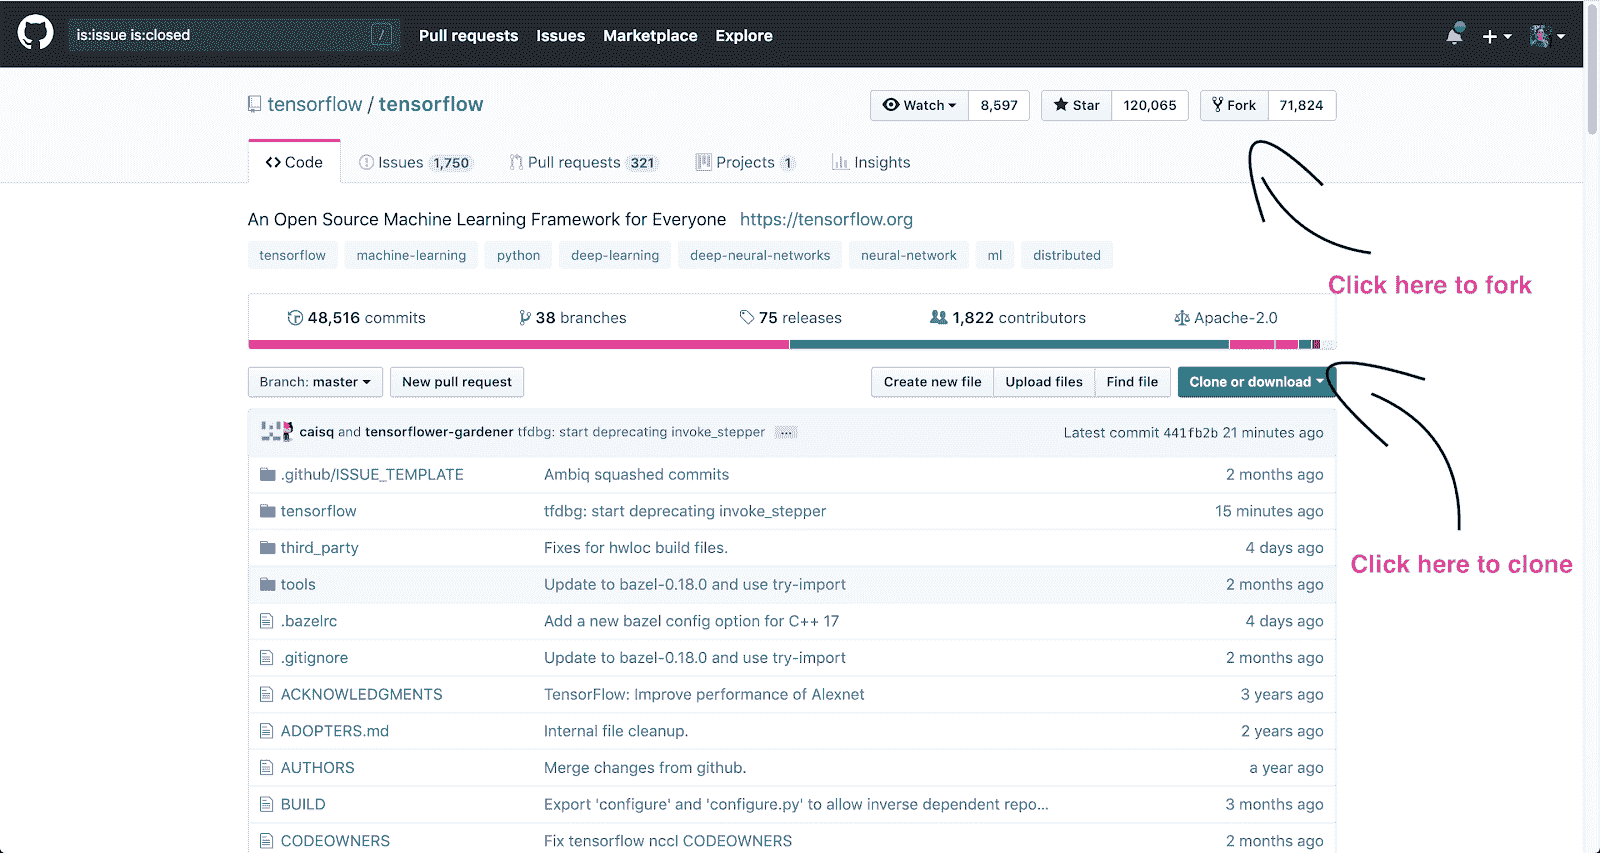 is:issue is:closed / Pull requests Issues Marketplace Explore
tensorflow / tensorflow Watch 8,597 Star 120,065 Fork 71,824
Code Issues 1,750 Pull requests 321 Projects 1 Insights
An Open Source Machine Learning Framework for Everyone https://tensorflow.org
tensorflow machine-learning python deep-learning deep-neural-networks neural-network ml distributed
Click here to fork
48,516 commits 38 branches 75 releases 1,822 contributors Apache-2.0
Branch: master New pull request Create new file Upload files Find file Clone or download
caisq and tensorflower-gardener tfdbg: start deprecating invoke_stepper ... Latest commit 441fb2b 21 minutes ago
.github/ISSUE_TEMPLATE Ambiq squashed commits 2 months ago
tensorflow tfdbg: start deprecating invoke_stepper 15 minutes ago
third_party Fixes for hwloc build files. 4 days ago
Click here to clone
tools Update to bazel-0.18.0 and use try-import 2 months ago
.bazelrc Add a new bazel config option for C++ 17 4 days ago
.gitignore Update to bazel-0.18.0 and use try-import 2 months ago
ACKNOWLEDGMENTS TensorFlow: Improve performance of Alexnet 3 years ago
ADOPTERS.md Internal file cleanup. 2 years ago
AUTHORS Merge changes from github. a year ago
BUILD Export 'configure' and 'configure.py' to allow inverse dependent repo... 3 months ago
CODEOWNERS Fix tensorflow nccl CODEOWNERS 2 months ago